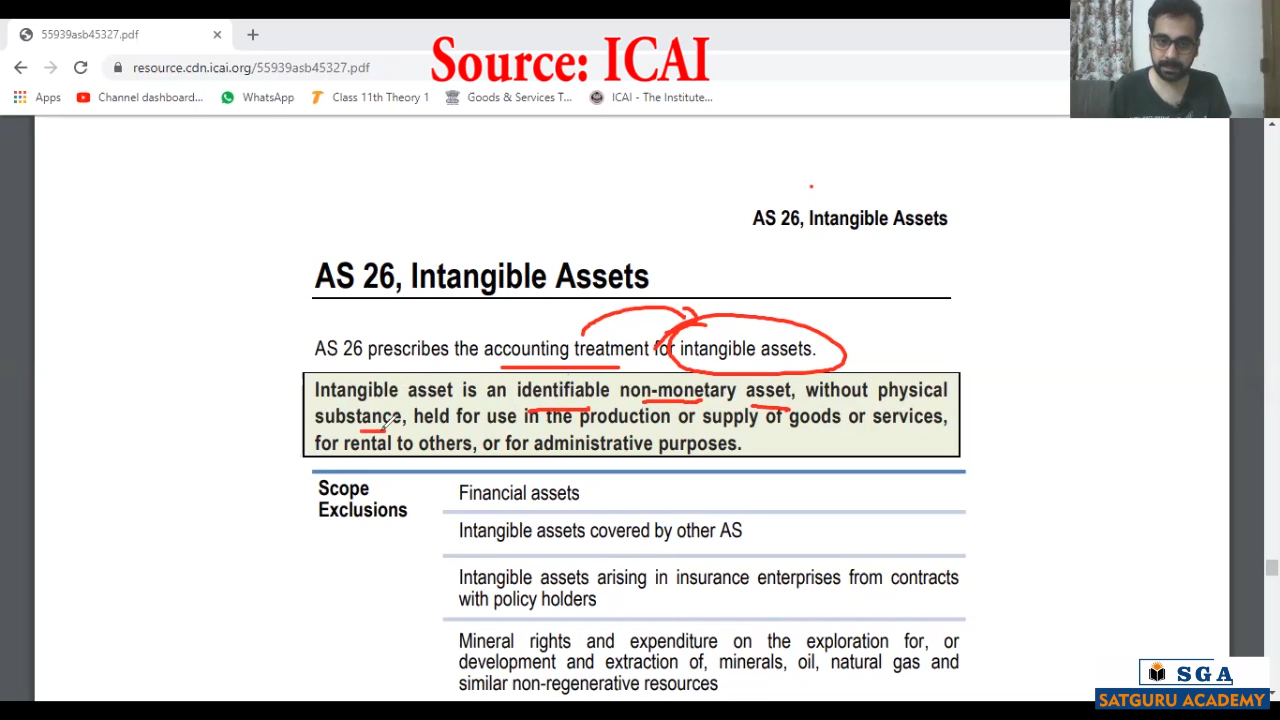 55939asb45327.pdf
Source: ICAI
resource.cdn.icai.org/55939asb45327.pdf
Apps
Channel dashboard...
WhatsApp
Class 11th Theory 1
Goods & Services T...
ICAI - The Institute...
AS 26, Intangible Assets
AS 26, Intangible Assets
AS 26 prescribes the accounting treatment for intangible assets.
Intangible asset is an identifiable non-monetary asset, without physical
substance, held for use in the production or supply of goods or services,
for rental to others, or for administrative purposes.
Scope
Exclusions
Financial assets
Intangible assets covered by other AS
Intangible assets arising in insurance enterprises from contracts
with policy holders
Mineral rights and expenditure on the exploration for, or
development and extraction of, minerals, oil, natural gas and
similar non-regenerative resources
SGA
SATGURU ACADEMY